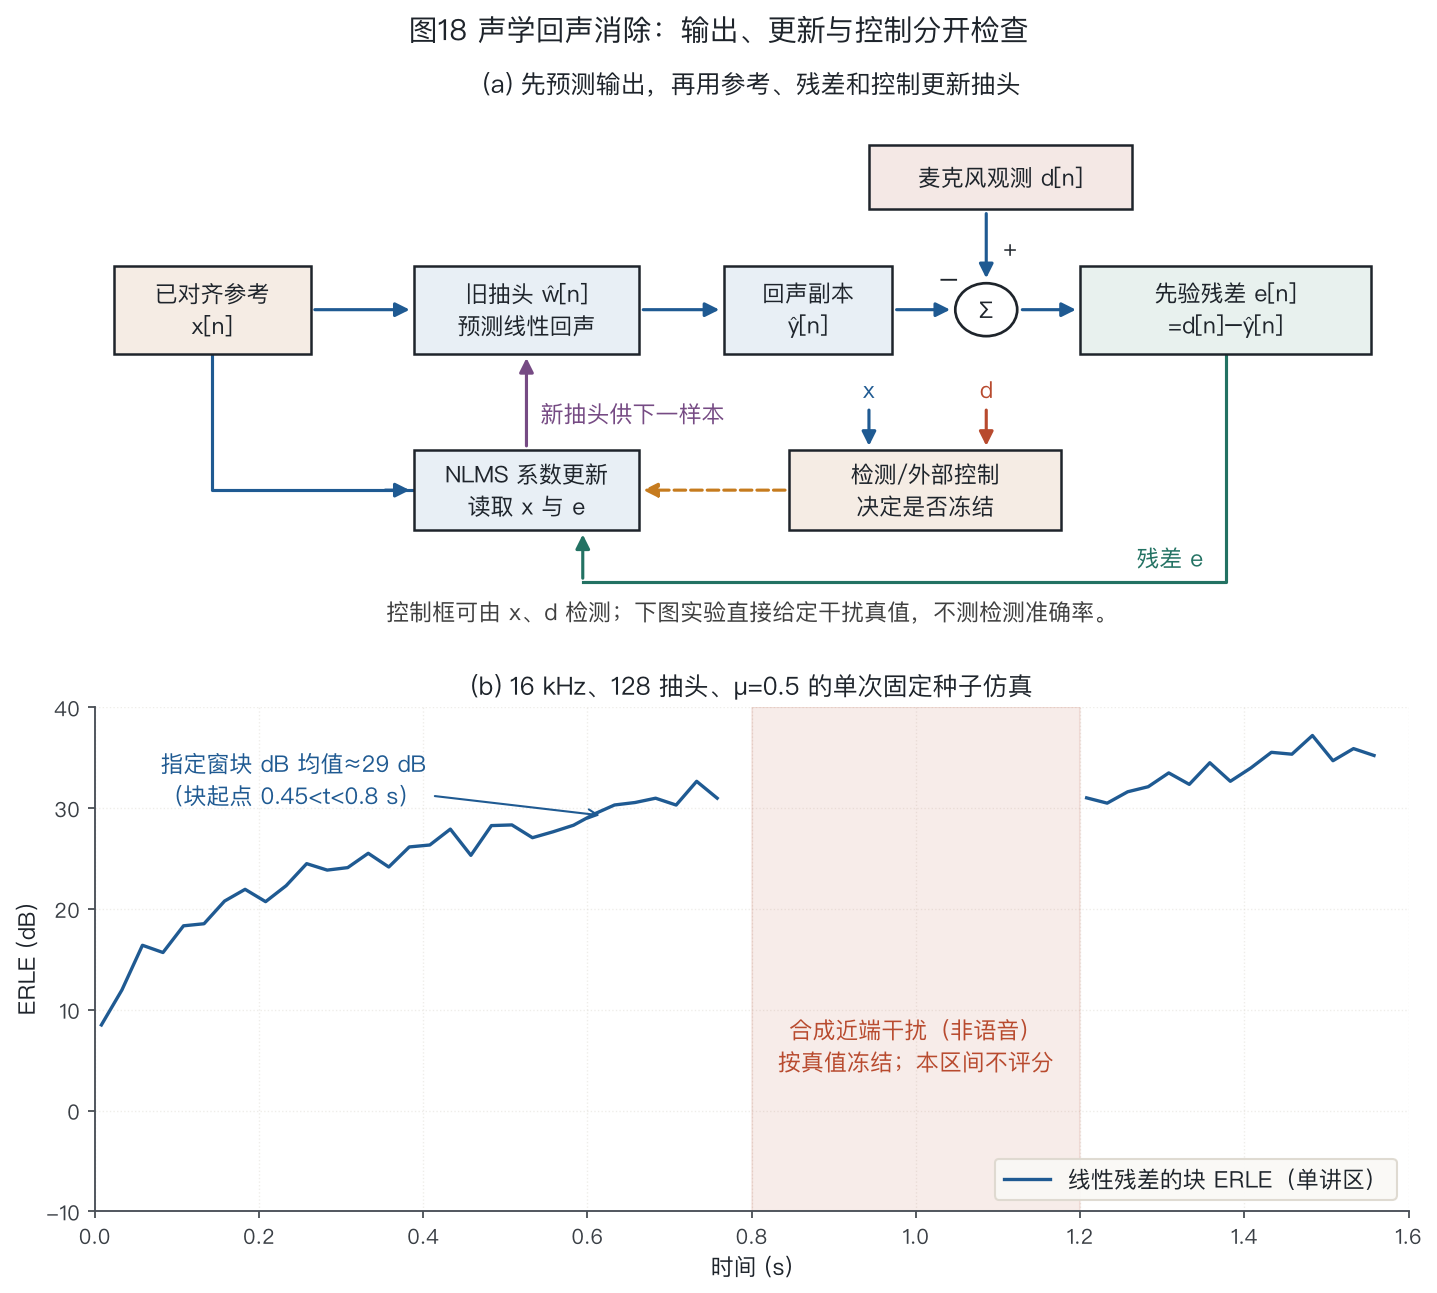 图18 声学回声消除：输出、更新与控制分开检查
(a) 先预测输出，再用参考、残差和控制更新抽头
麦克风观测 d[n]
+
−
已对齐参考
x[n]
旧抽头 ŵ[n]
预测线性回声
回声副本
ŷ[n]
Σ
先验残差 e[n]
=d[n]−ŷ[n]
x
d
新抽头供下一样本
NLMS 系数更新
读取 x 与 e
检测/外部控制
决定是否冻结
残差 e
控制框可由 x、d 检测；下图实验直接给定干扰真值，不测检测准确率。
(b) 16 kHz、128 抽头、μ=0.5 的单次固定种子仿真
指定窗块 dB 均值≈29 dB
（块起点 0.45<t<0.8 s）
合成近端干扰（非语音）
按真值冻结；本区间不评分
线性残差的块 ERLE（单讲区）
ERLE (dB)
40
30
20
10
0
−10
0.0
0.2
0.4
0.6
0.8
1.0
1.2
1.4
1.6
时间 (s)